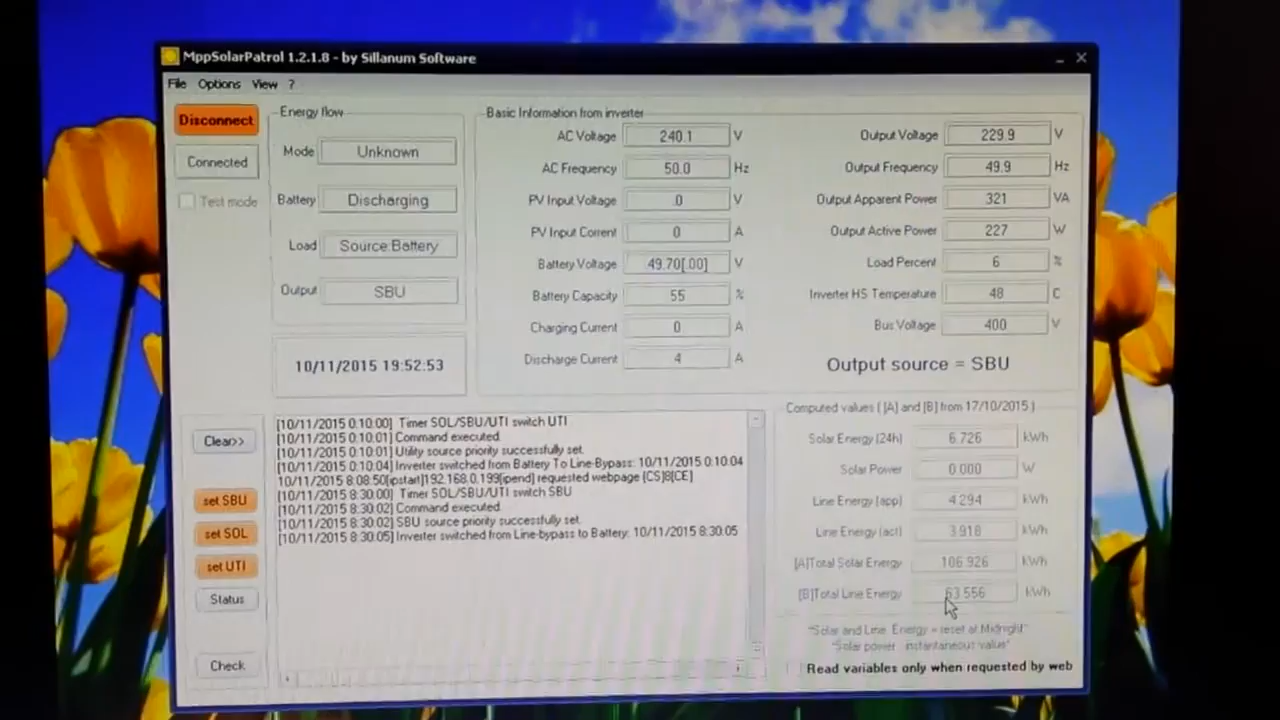 MppSolarPatrol 1.2.1.8 - by Sillanum Software
File Options View ?
Disconnect
Connected
Test mode
Energy flow
Mode Unknown
Battery Discharging
Load Source:Battery
Output SBU
10/11/2015 19:52:53
Basic Information from inverter
AC Voltage 240.1 V
AC Frequency 50.0 Hz
PV Input Voltage .0 V
PV Input Current 0 A
Battery Voltage 49.70[.00] V
Battery Capacity 55 %
Charging Current 0 A
Discharge Current 4 A
Output Voltage 229.9 V
Output Frequency 49.9 Hz
Output Apparent Power 321 VA
Output Active Power 227 W
Load Percent 6 %
Inverter HS Temperature 48 C
Bus Voltage 400 V
Output source = SBU
Clear>>
set SBU
set SOL
set UTI
Status
Check
[10/11/2015 0:10:00] Timer SOL/SBU/UTI switch UTI
[10/11/2015 0:10:01] Command executed.
[10/11/2015 0:10:01] Utility source priority successfully set.
[10/11/2015 0:10:04] Inverter switched from Battery To Line-Bypass: 10/11/2015 0:10:04
10/11/2015 8:08:50[ipstart]192.168.0.199[ipend] requested webpage [CS]8[CE]
[10/11/2015 8:30:00] Timer SOL/SBU/UTI switch SBU
[10/11/2015 8:30:02] Command executed.
[10/11/2015 8:30:02] SBU source priority successfully set.
[10/11/2015 8:30:05] Inverter switched from Line-bypass to Battery: 10/11/2015 8:30:05
Computed values ( [A] and [B] from 17/10/2015 )
Solar Energy (24h) 6.726 kWh
Solar Power 0.000 W
Line Energy (app) 4.294 kWh
Line Energy (act) 3.918 kWh
[A]Total Solar Energy 106.926 kWh
[B]Total Line Energy 63.556 kWh
"Solar and Line Energy = reset at Midnight"
"Solar power : instantaneous value"
Read variables only when requested by web